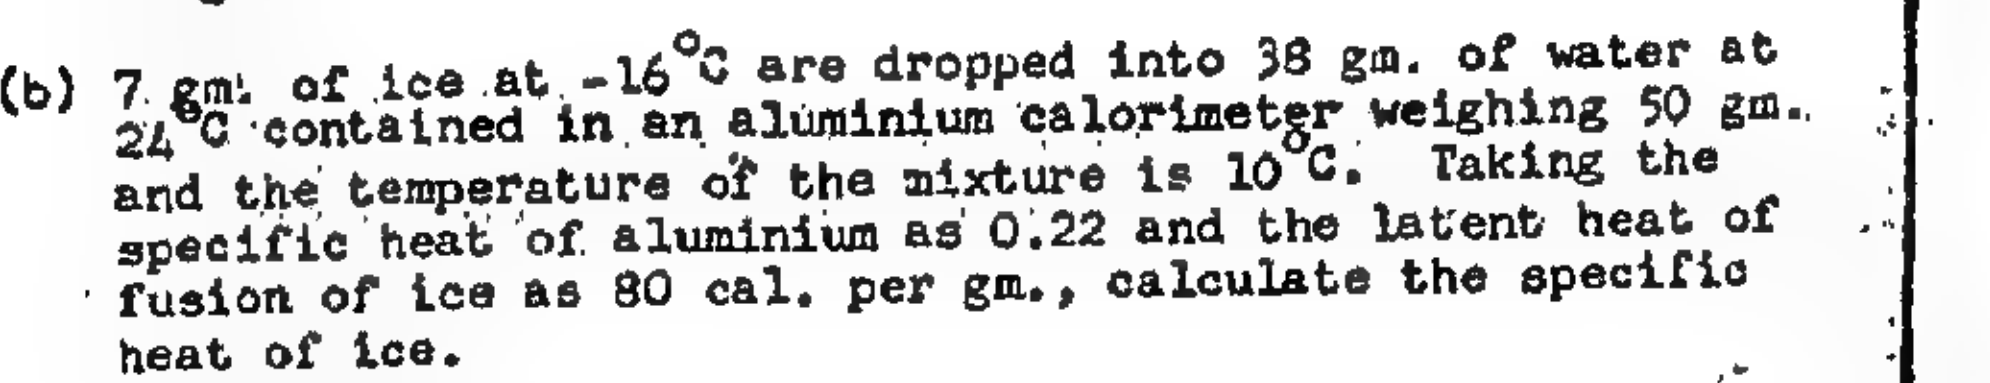 (b) 7 gm. of ice at -16°C are dropped into 38 gm. of water at
24°C contained in an aluminium calorimeter weighing 50 gm.
and the temperature of the mixture is 10°C. Taking the
specific heat of aluminium as 0.22 and the latent heat of
fusion of ice as 80 cal. per gm., calculate the specific
heat of ice.